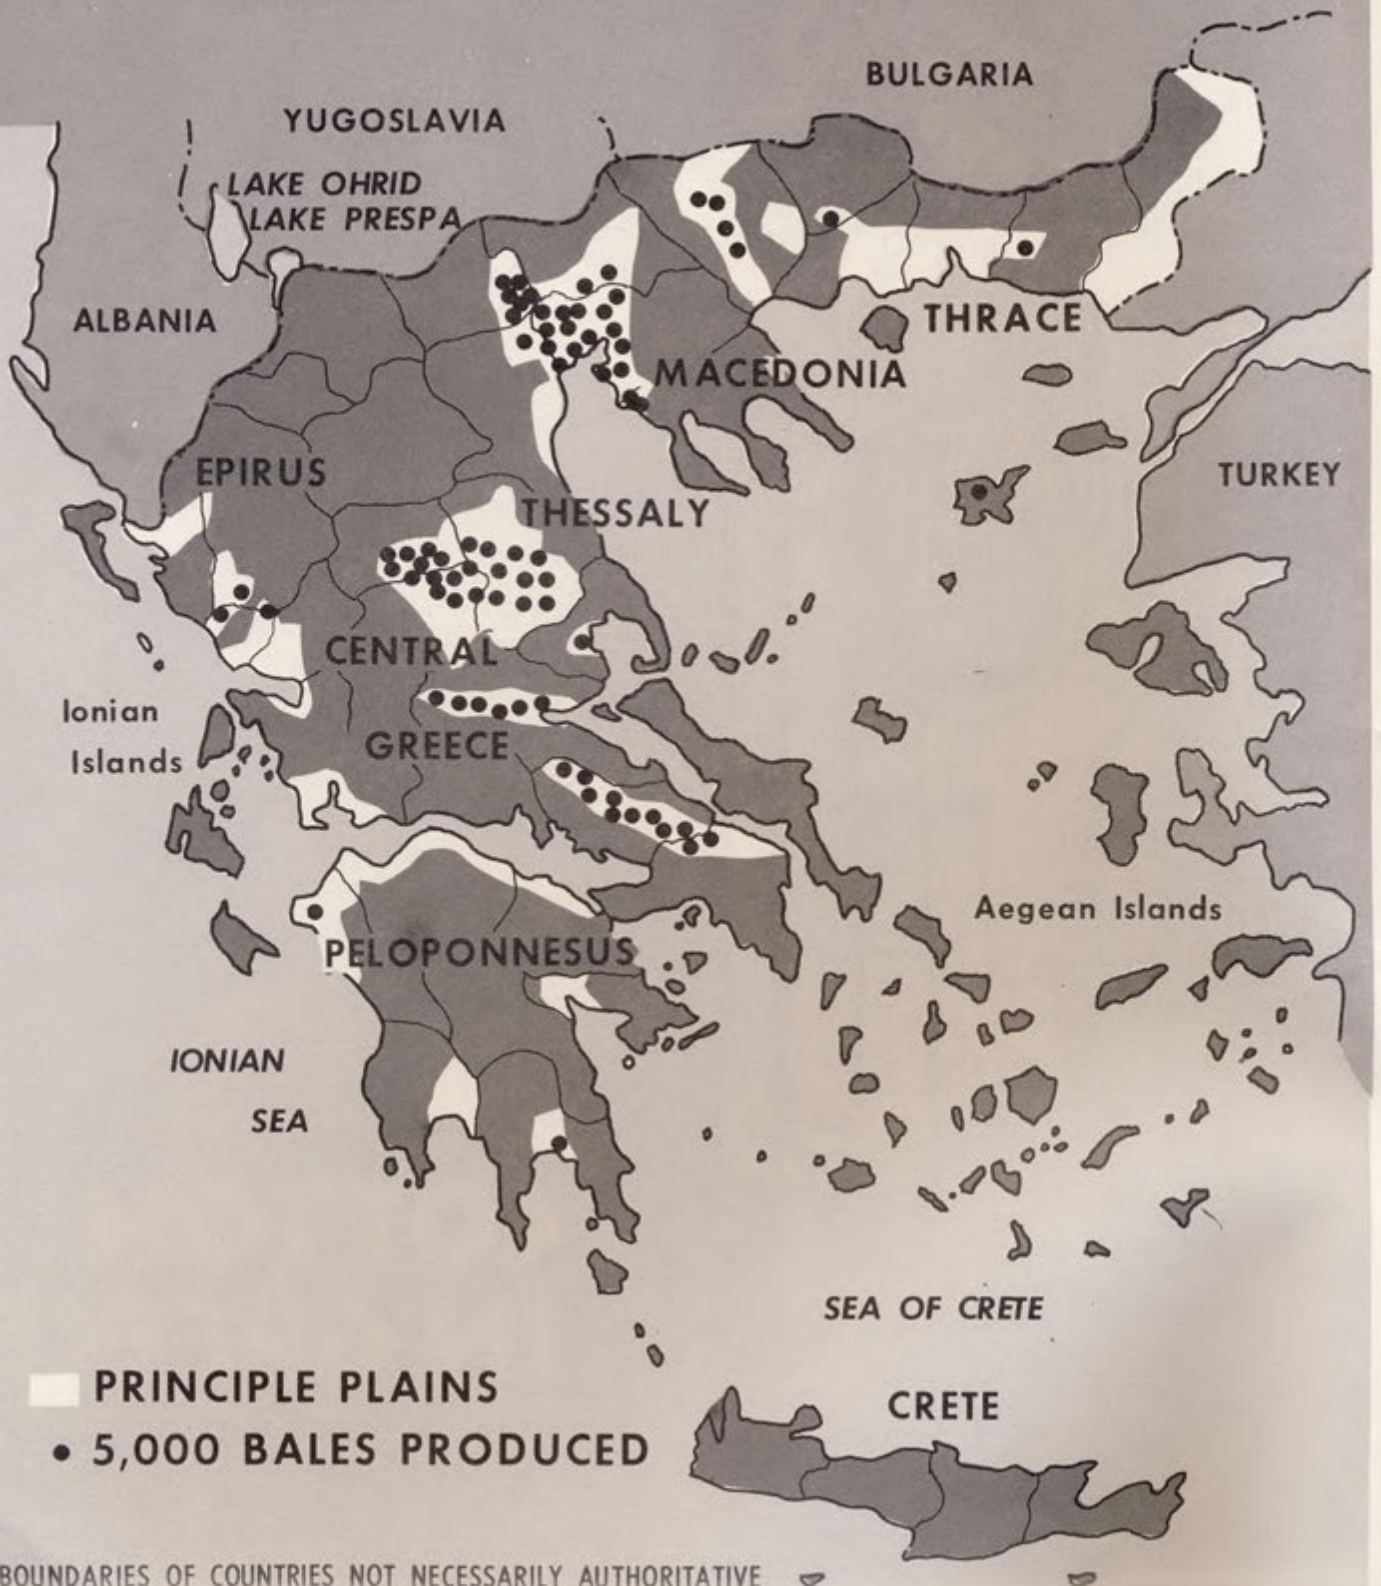 BULGARIA
YUGOSLAVIA
LAKE OHRID
LAKE PRESPA
ALBANIA
THRACE
MACEDONIA
EPIRUS
TURKEY
THESSALY
CENTRAL
GREECE
Ionian
Islands
Aegean Islands
PELOPONNESUS
IONIAN
SEA
SEA OF CRETE
PRINCIPLE PLAINS
CRETE
5,000 BALES PRODUCED
BOUNDARIES OF COUNTRIES NOT NECESSARILY AUTHORITATIVE